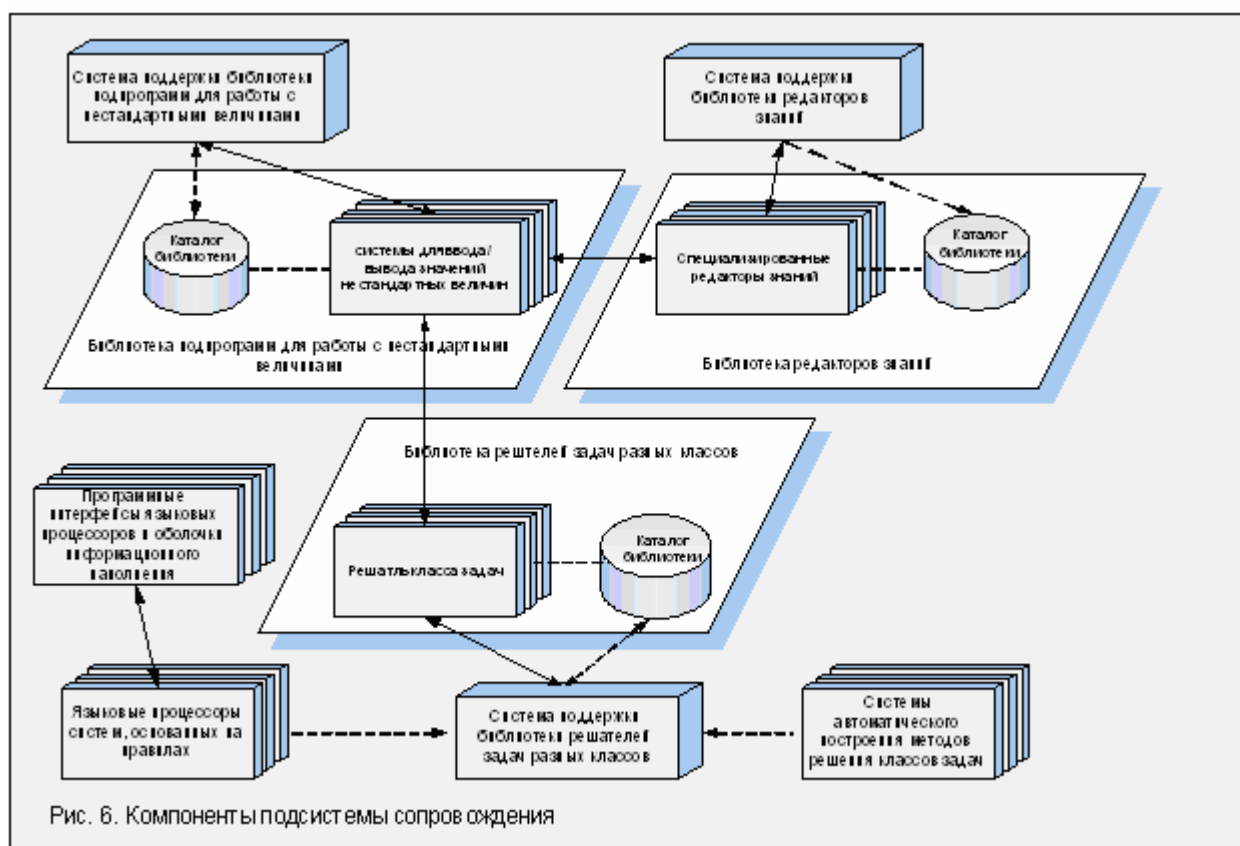 Система поддержки библиотеки
подпрограмм для работы с
нестандартными величинами
Система поддержки
библиотеки редакторов
знаний
Каталог
библиотеки
системы для ввода/
вывода значений
нестандартных величин
Специализированные
редакторы знаний
Каталог
библиотеки
Библиотека подпрограмм для работы с нестандартными
величинами
Библиотека редакторов знаний
Библиотека рештелей задач разных классов
Программные
интерфейсы языковых
процессоров и оболочки
информационного
наполнения
Решатль класса задач
Каталог
библиотеки
Языковые процессоры
систем, основанных на
правилах
Система поддержки
библиотеки решателей
задач разных классов
Системы
автоматического
построения методов
решения классов задач
Рис. 6. Компоненты подсистемы сопровождения